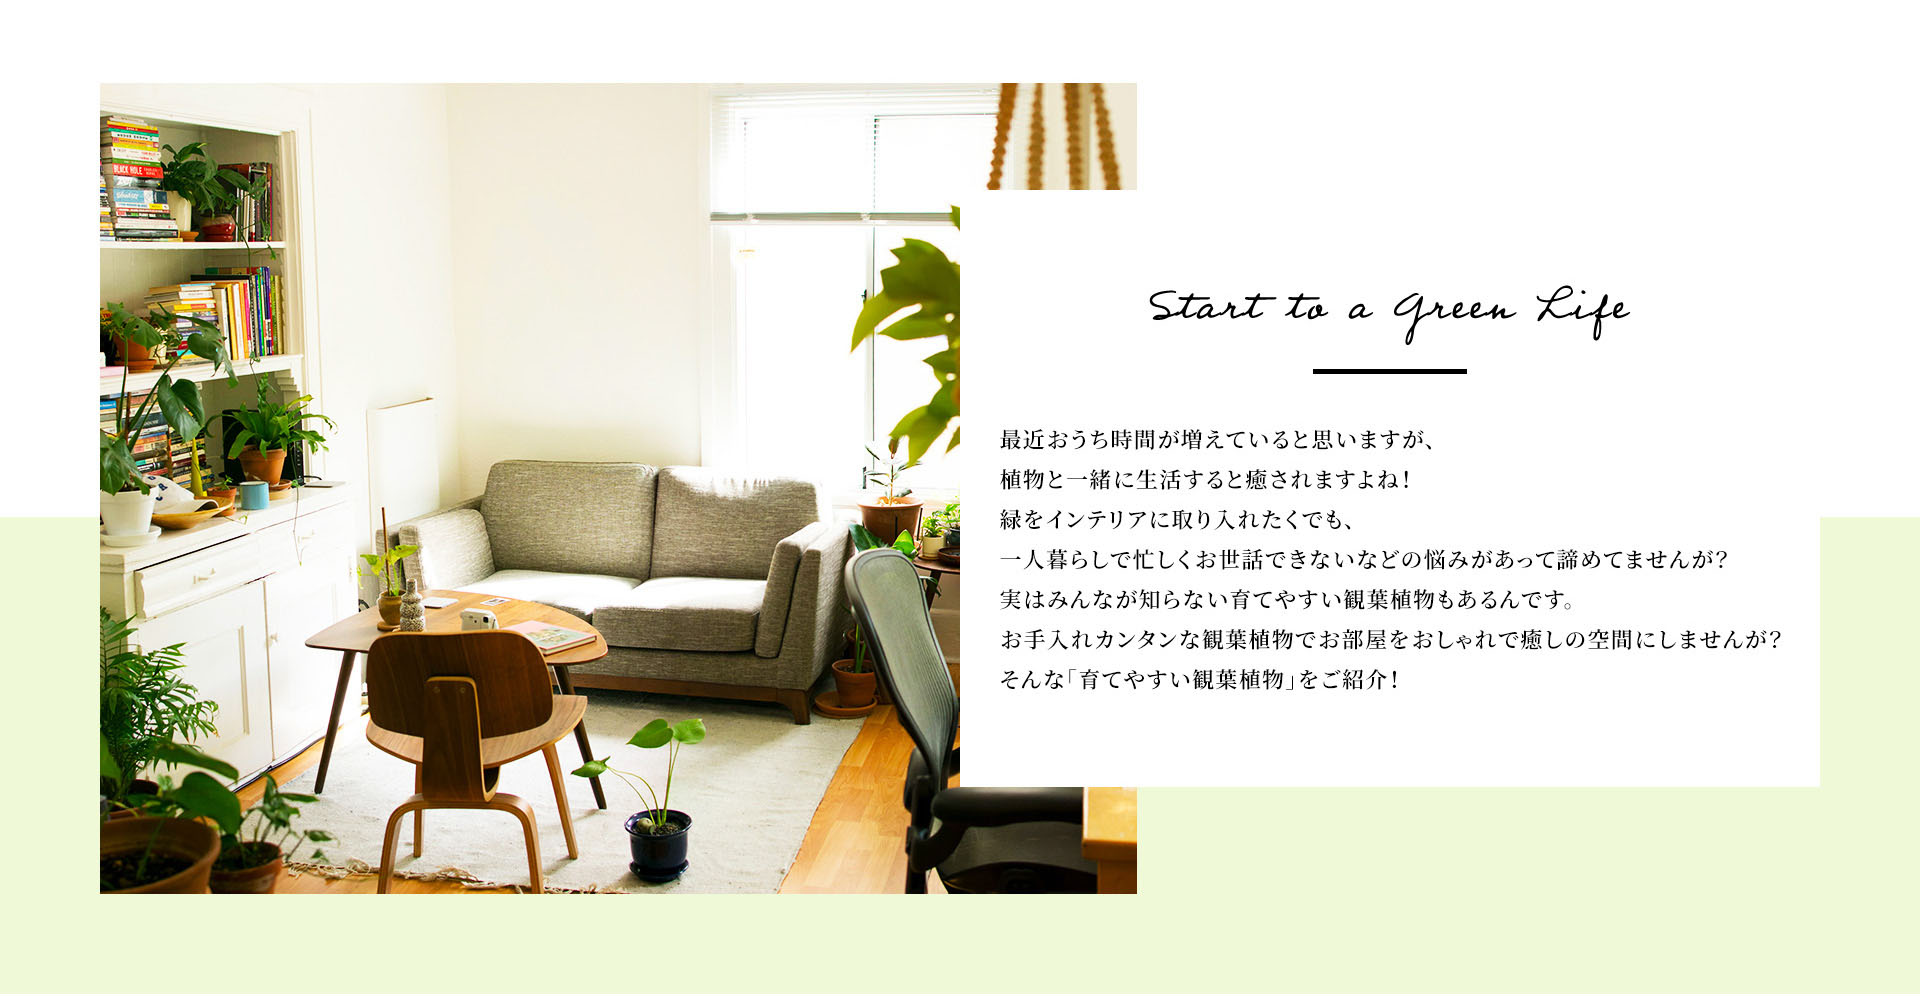 BLACK HOLE
Start to a Green Life
最近おうち時間が増えていると思いますが、
植物と一緒に生活すると癒されますよね！
緑をインテリアに取り入れたくでも、
一人暮らしで忙しくお世話できないなどの悩みがあって諦めてませんが？
実はみんなが知らない育てやすい観葉植物もあるんです。
お手入れカンタンな観葉植物でお部屋をおしゃれで癒しの空間にしませんが？
そんな「育てやすい観葉植物」をご紹介！